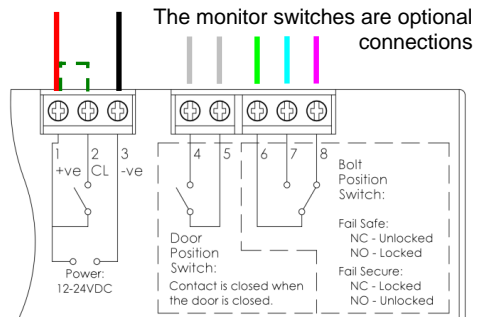 The monitor switches are optional
connections
1 2 3 4 5 6 7 8
+ve CL -ve
Bolt
Position
Switch:
Fail Safe:
NC - Unlocked
NO - Locked
Fail Secure:
NC - Locked
NO - Unlocked
Door
Position
Switch:
Contact is closed when
the door is closed.
Power:
12-24VDC